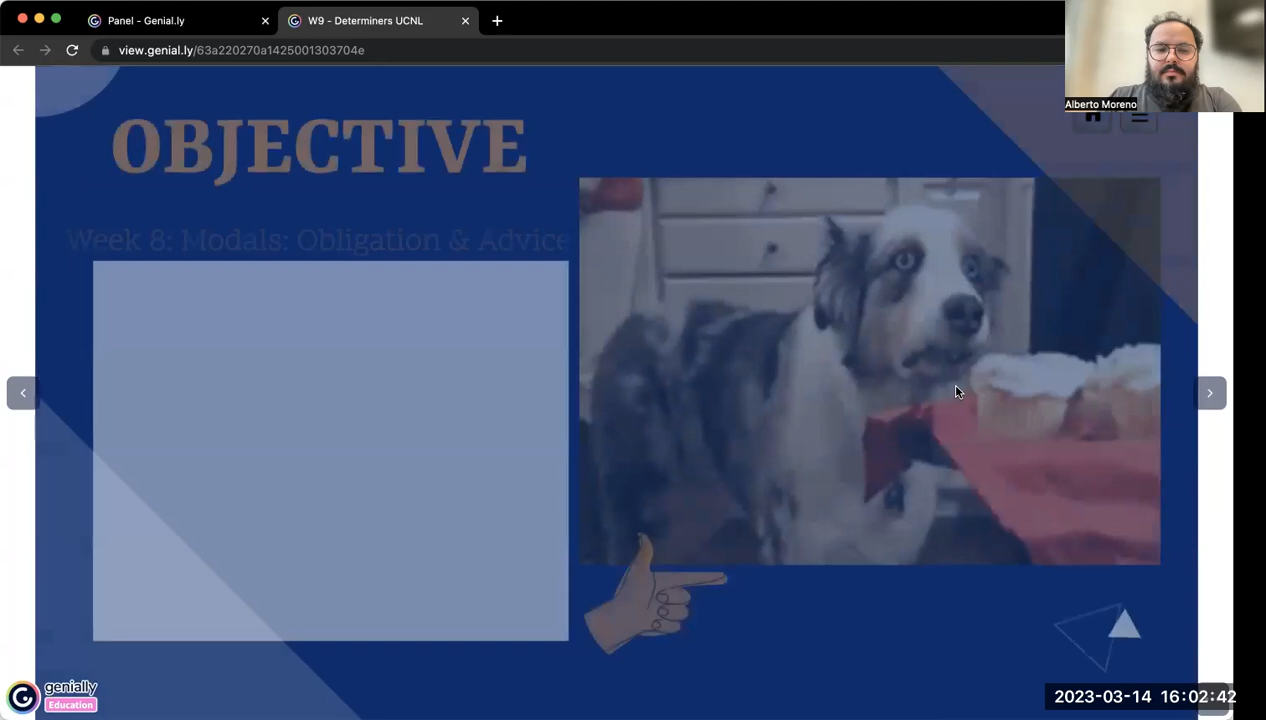 Panel - Genial.ly
W9 - Determiners UCNL
view.genial.ly/63a220270a1425001303704e
Alberto Moreno
OBJECTIVE
Week 8: Modals: Obligation & Advice
genially
Education
2023-03-14 16:02:42